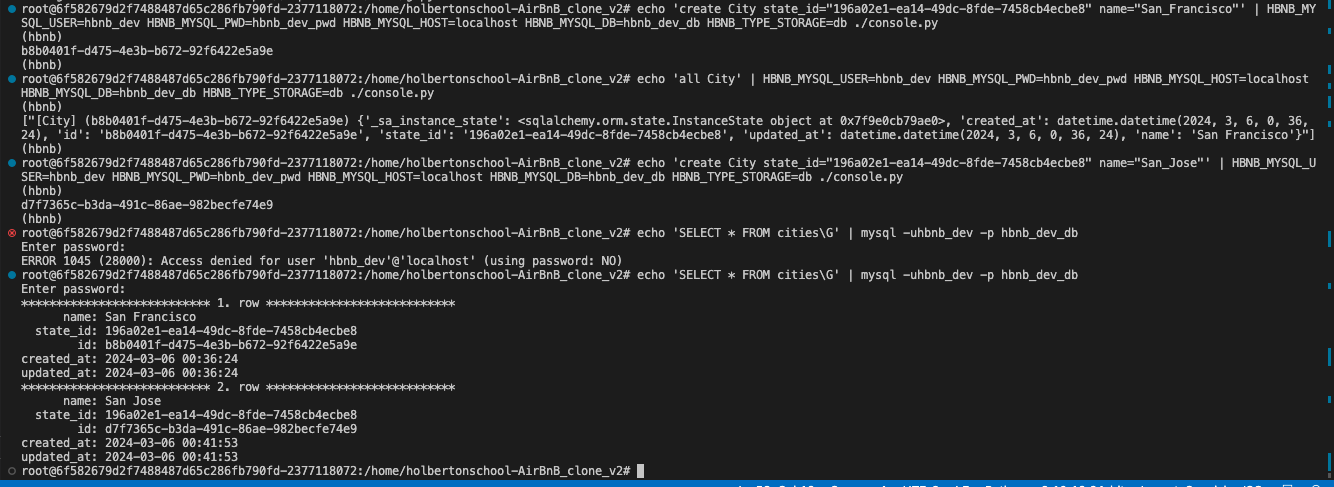 root@6f582679d2f7488487d65c286fb790fd-2377118072:/home/holbertonschool-AirBnB_clone_v2# echo 'create City state_id="196a02e1-ea14-49dc-8fde-7458cb4ecbe8" name="San_Francisco"' | HBNB_MY
SQL_USER=hbnb_dev HBNB_MYSQL_PWD=hbnb_dev_pwd HBNB_MYSQL_HOST=localhost HBNB_MYSQL_DB=hbnb_dev_db HBNB_TYPE_STORAGE=db ./console.py
(hbnb)
b8b0401f-d475-4e3b-b672-92f6422e5a9e
(hbnb)
root@6f582679d2f7488487d65c286fb790fd-2377118072:/home/holbertonschool-AirBnB_clone_v2# echo 'all City' | HBNB_MYSQL_USER=hbnb_dev HBNB_MYSQL_PWD=hbnb_dev_pwd HBNB_MYSQL_HOST=localhost
HBNB_MYSQL_DB=hbnb_dev_db HBNB_TYPE_STORAGE=db ./console.py
(hbnb)
["[City] (b8b0401f-d475-4e3b-b672-92f6422e5a9e) {'_sa_instance_state': <sqlalchemy.orm.state.InstanceState object at 0x7f9e0cb79ae0>, 'created_at': datetime.datetime(2024, 3, 6, 0, 36,
24), 'id': 'b8b0401f-d475-4e3b-b672-92f6422e5a9e', 'state_id': '196a02e1-ea14-49dc-8fde-7458cb4ecbe8', 'updated_at': datetime.datetime(2024, 3, 6, 0, 36, 24), 'name': 'San Francisco'}"]
(hbnb)
root@6f582679d2f7488487d65c286fb790fd-2377118072:/home/holbertonschool-AirBnB_clone_v2# echo 'create City state_id="196a02e1-ea14-49dc-8fde-7458cb4ecbe8" name="San_Jose"' | HBNB_MYSQL_U
SER=hbnb_dev HBNB_MYSQL_PWD=hbnb_dev_pwd HBNB_MYSQL_HOST=localhost HBNB_MYSQL_DB=hbnb_dev_db HBNB_TYPE_STORAGE=db ./console.py
(hbnb)
d7f7365c-b3da-491c-86ae-982becfe74e9
(hbnb)
root@6f582679d2f7488487d65c286fb790fd-2377118072:/home/holbertonschool-AirBnB_clone_v2# echo 'SELECT * FROM cities\G' | mysql -uhbnb_dev -p hbnb_dev_db
Enter password:
ERROR 1045 (28000): Access denied for user 'hbnb_dev'@'localhost' (using password: NO)
root@6f582679d2f7488487d65c286fb790fd-2377118072:/home/holbertonschool-AirBnB_clone_v2# echo 'SELECT * FROM cities\G' | mysql -uhbnb_dev -p hbnb_dev_db
Enter password:
*************************** 1. row ***************************
name: San Francisco
state_id: 196a02e1-ea14-49dc-8fde-7458cb4ecbe8
id: b8b0401f-d475-4e3b-b672-92f6422e5a9e
created_at: 2024-03-06 00:36:24
updated_at: 2024-03-06 00:36:24
*************************** 2. row ***************************
name: San Jose
state_id: 196a02e1-ea14-49dc-8fde-7458cb4ecbe8
id: d7f7365c-b3da-491c-86ae-982becfe74e9
created_at: 2024-03-06 00:41:53
updated_at: 2024-03-06 00:41:53
root@6f582679d2f7488487d65c286fb790fd-2377118072:/home/holbertonschool-AirBnB_clone_v2#